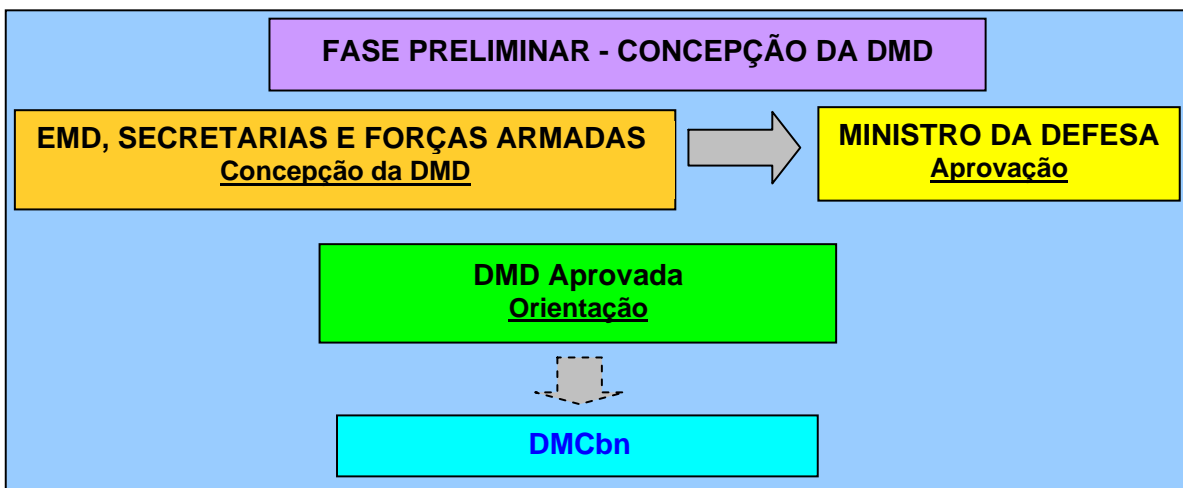 FASE PRELIMINAR - CONCEPÇÃO DA DMD
EMD, SECRETARIAS E FORÇAS ARMADAS
Concepção da DMD
MINISTRO DA DEFESA
Aprovação
DMD Aprovada
Orientação
DMCbn